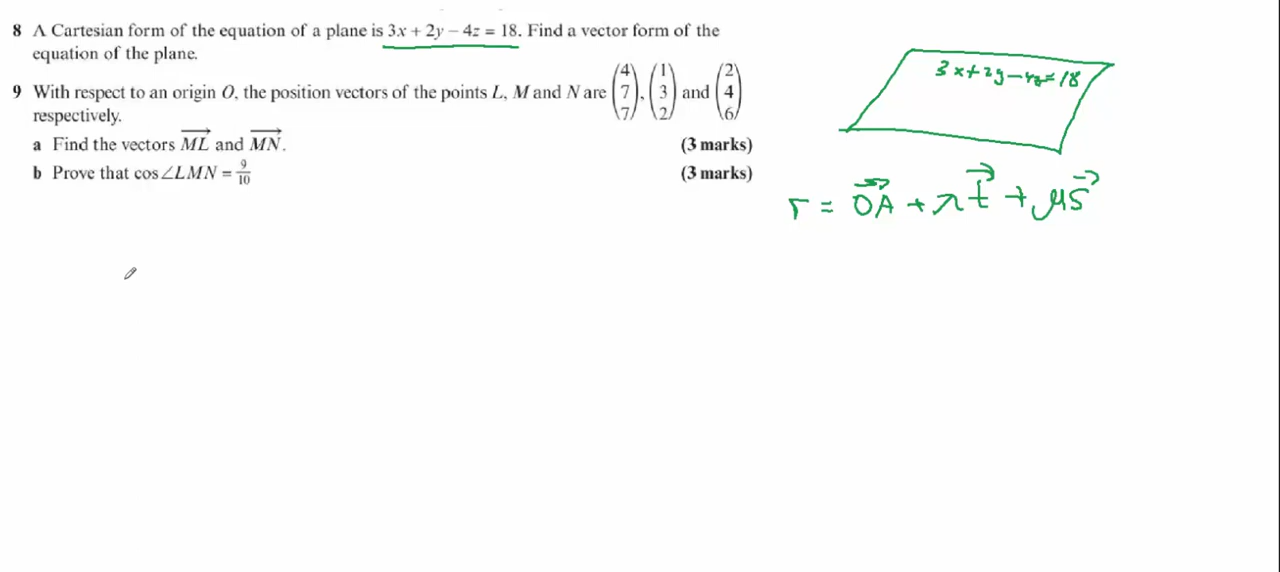 8 A Cartesian form of the equation of a plane is 3x + 2y − 4z = 18. Find a vector form of the
equation of the plane.
9 With respect to an origin O, the position vectors of the points L, M and N are (4 7 7), (1 3 2) and (2 4 6)
respectively.
a Find the vectors ML→ and MN→. (3 marks)
b Prove that cos∠LMN = 9/10 (3 marks)
3x+2y−4z=18
r = OA→ + λt→ + μs→